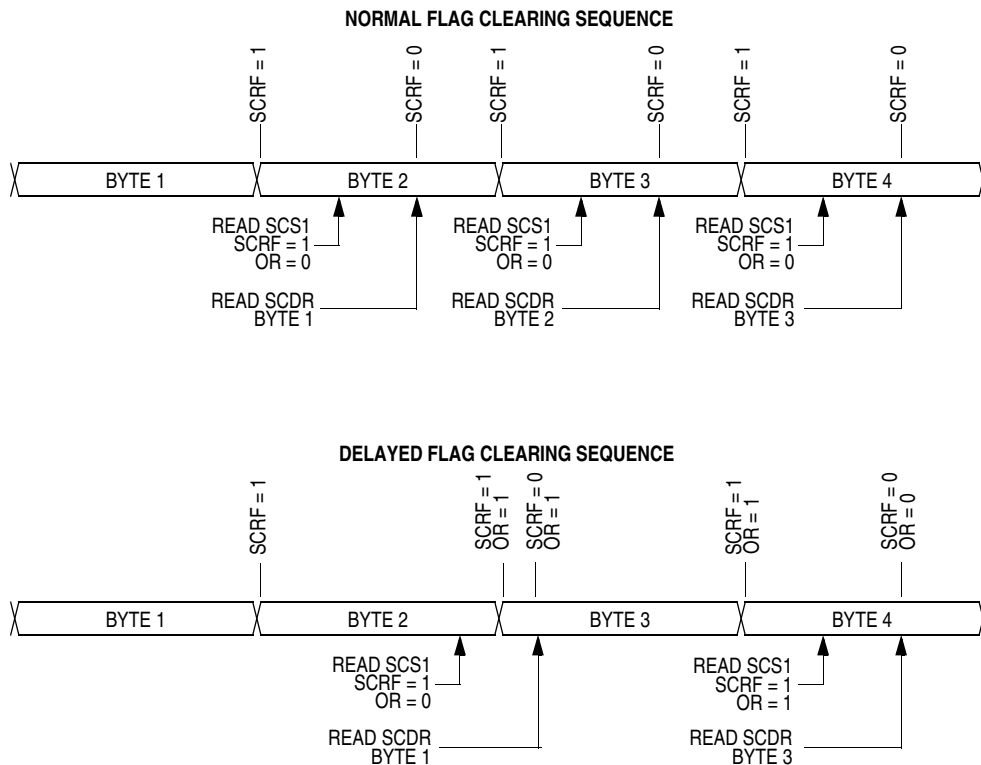 NORMAL FLAG CLEARING SEQUENCE
SCRF = 1
SCRF = 0
SCRF = 1
SCRF = 0
SCRF = 1
SCRF = 0
BYTE 1
BYTE 2
BYTE 3
BYTE 4
READ SCS1
SCRF = 1
OR = 0
READ SCS1
SCRF = 1
OR = 0
READ SCS1
SCRF = 1
OR = 0
READ SCDR
BYTE 1
READ SCDR
BYTE 2
READ SCDR
BYTE 3
DELAYED FLAG CLEARING SEQUENCE
SCRF = 1
SCRF = 1
OR = 1
SCRF = 0
OR = 1
SCRF = 1
OR = 1
SCRF = 0
OR = 0
BYTE 1
BYTE 2
BYTE 3
BYTE 4
READ SCS1
SCRF = 1
OR = 0
READ SCS1
SCRF = 1
OR = 1
READ SCDR
BYTE 1
READ SCDR
BYTE 3